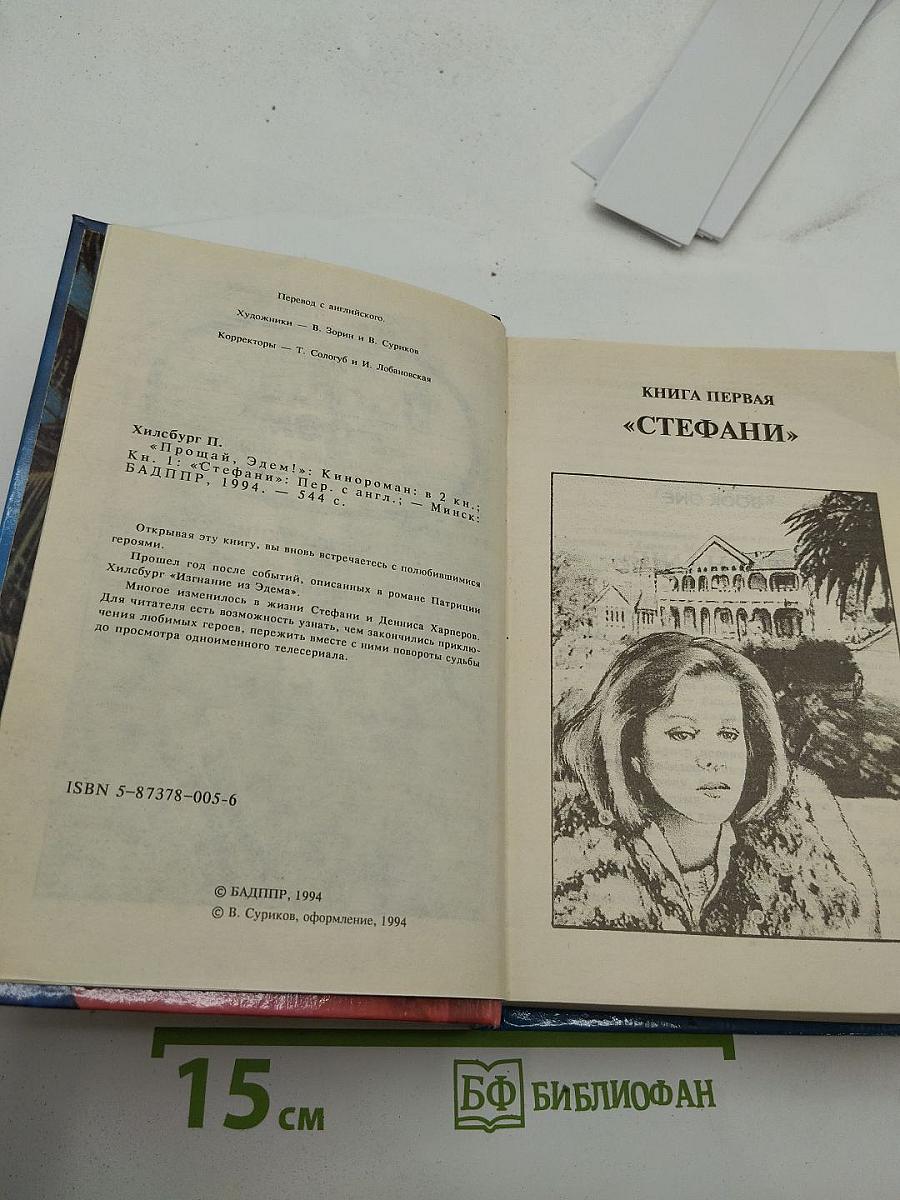 Перевод с английского.
Художники — В. Зорин и В. Суриков
Корректоры — Т. Сологуб и И. Лобановская
Хилсбург П.
«Прощай, Эдем!»: Кинороман: в 2 кн.;
Кн. 1: «Стефани»: Пер. с англ.; — Минск:
БАДППР, 1994. — 544 с.
Открывая эту книгу, вы вновь встречаетесь с полюбившимися
героями.
Прошел год после событий, описанных в романе Патриции
Хилсбург «Изгнание из Эдема».
Многое изменилось в жизни Стефани и Денниса Харперов.
Для читателя есть возможность узнать, чем закончились приклю-
чения любимых героев, пережить вместе с ними повороты судьбы
до просмотра одноименного телесериала.
ISBN 5-87378-005-6
© БАДППР, 1994
© В. Суриков, оформление, 1994
КНИГА ПЕРВАЯ
«СТЕФАНИ»
15 см
БФ БИБЛИОФАН